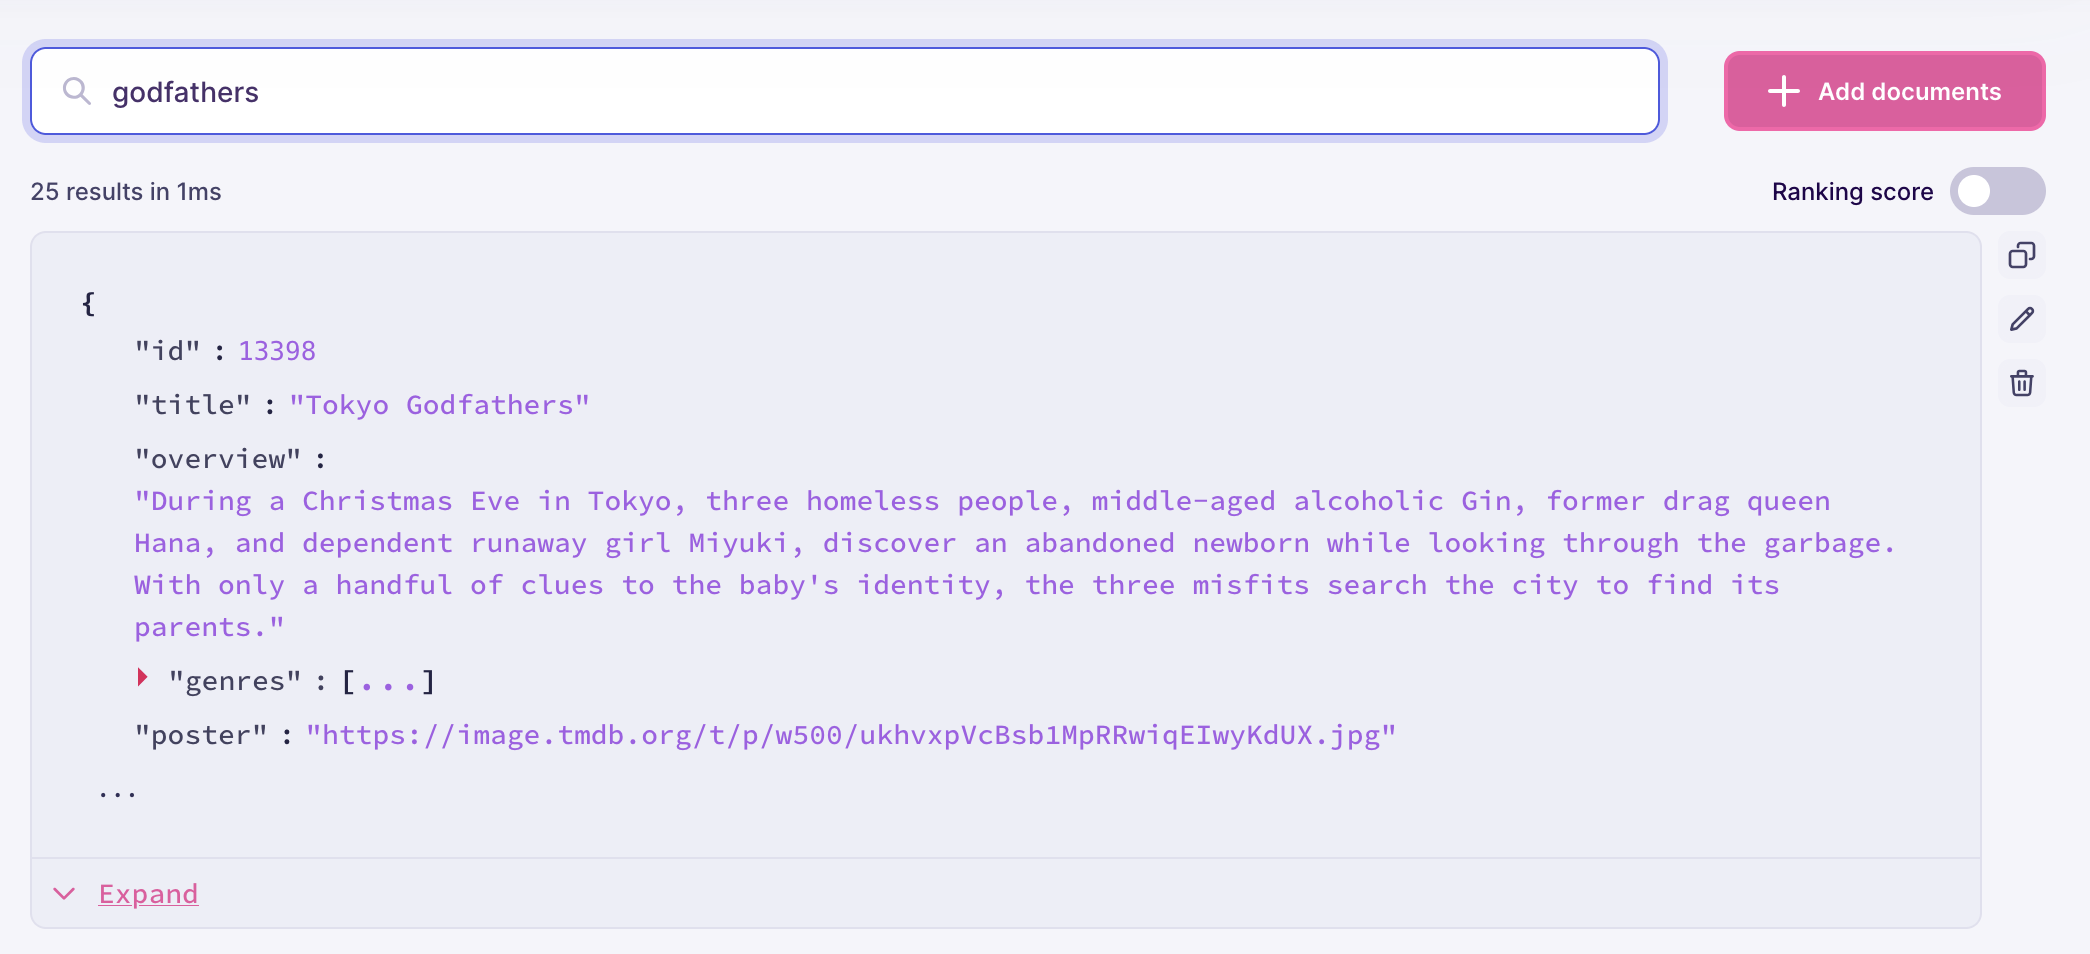 godfathers
Add documents
25 results in 1ms
Ranking score
{
"id" : 13398
"title" : "Tokyo Godfathers"
"overview" :
"During a Christmas Eve in Tokyo, three homeless people, middle-aged alcoholic Gin, former drag queen
Hana, and dependent runaway girl Miyuki, discover an abandoned newborn while looking through the garbage.
With only a handful of clues to the baby's identity, the three misfits search the city to find its
parents."
"genres" : [...]
"poster" : "https://image.tmdb.org/t/p/w500/ukhvxpVcBsb1MpRRwiqEIwyKdUX.jpg"
...
Expand